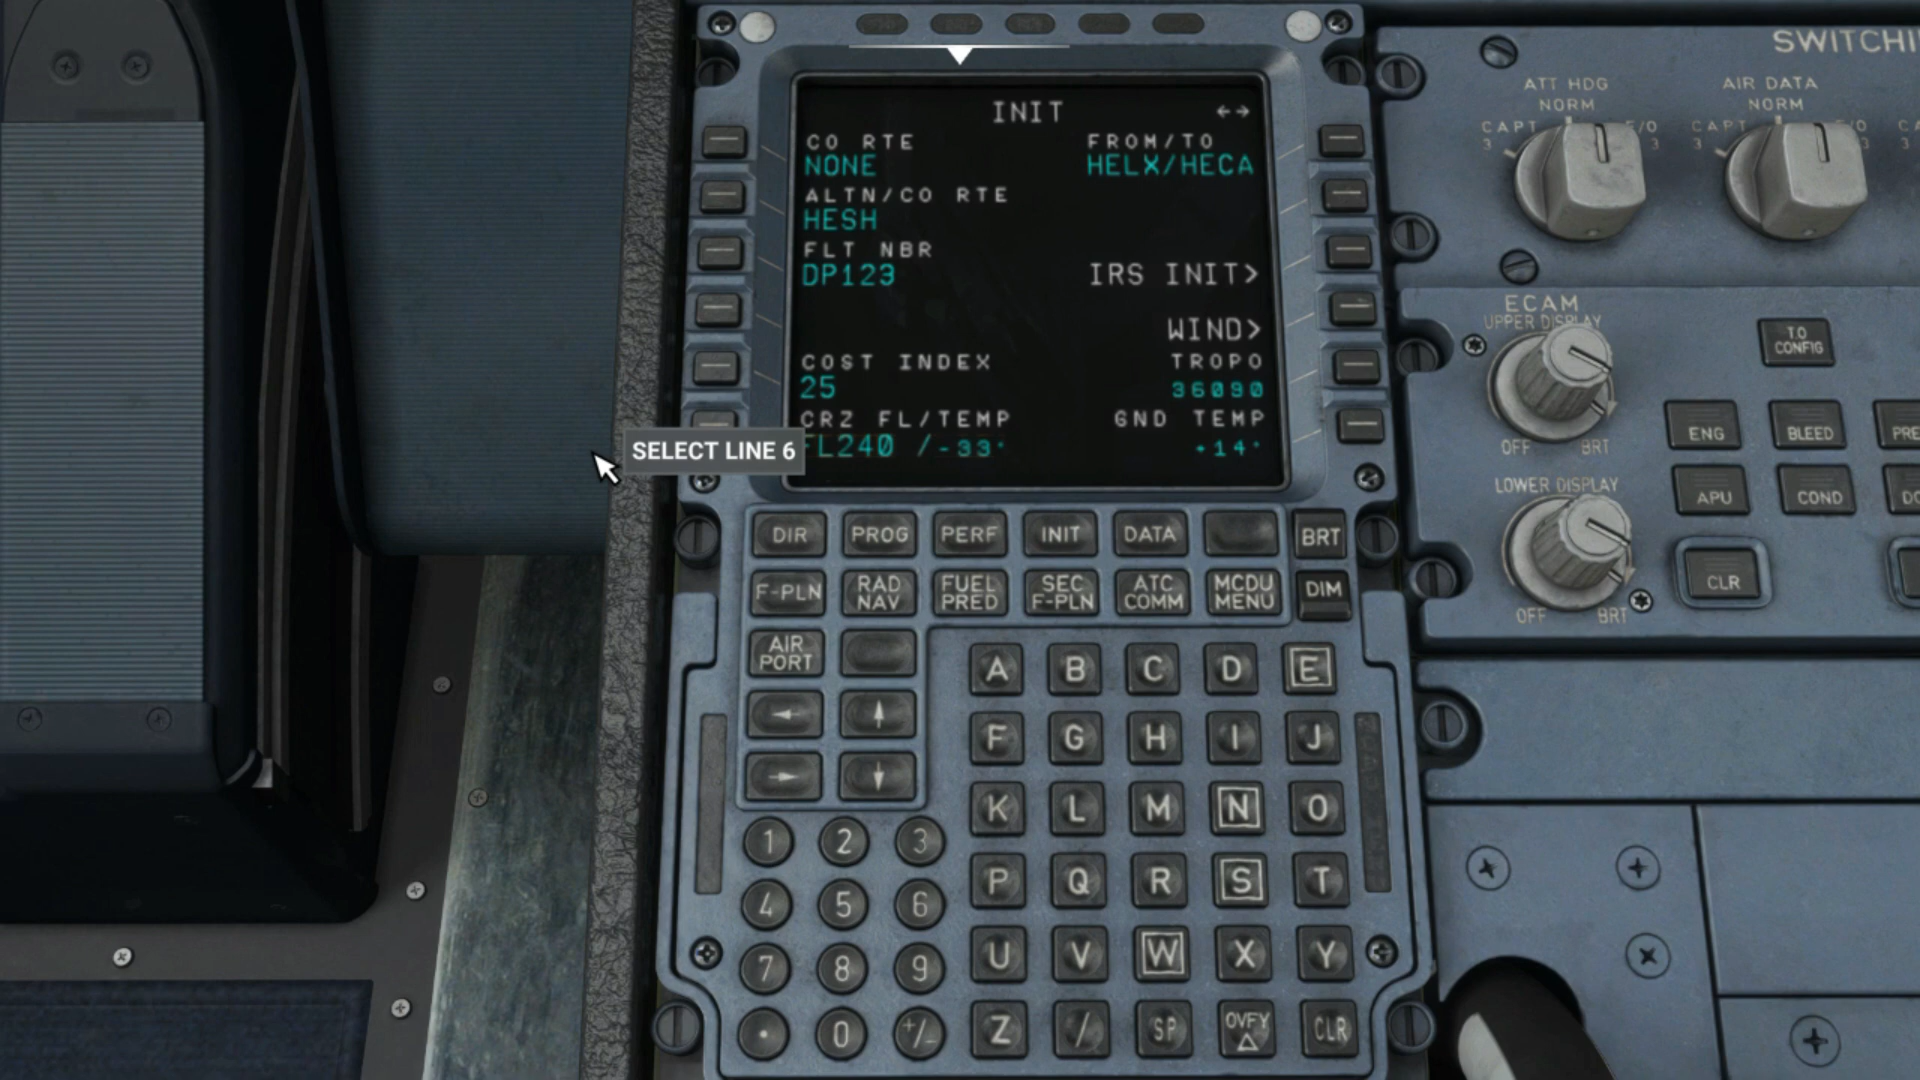 INIT ←→
CO RTE FROM/TO
NONE HELX/HECA
ALTN/CO RTE
HESH
FLT NBR
DP123 IRS INIT>
WIND>
COST INDEX TROPO
25 36090
CRZ FL/TEMP GND TEMP
FL240 /-33° +14°
SELECT LINE 6
DIR PROG PERF INIT DATA BRT
F-PLN RAD NAV FUEL PRED SEC F-PLN ATC COMM MCDU MENU DIM
AIR PORT
A B C D E
F G H I J
K L M N O
P Q R S T
U V W X Y
Z / SP OVFY △ CLR
1 2 3
4 5 6
7 8 9
. 0 +/-
ATT HDG AIR DATA
NORM NORM
CAPT 3 F/O 3 CAPT 3 F/O 3
ECAM
UPPER DISPLAY
OFF BRT
T.O CONFIG
ENG BLEED
LOWER DISPLAY
OFF BRT
APU COND
CLR